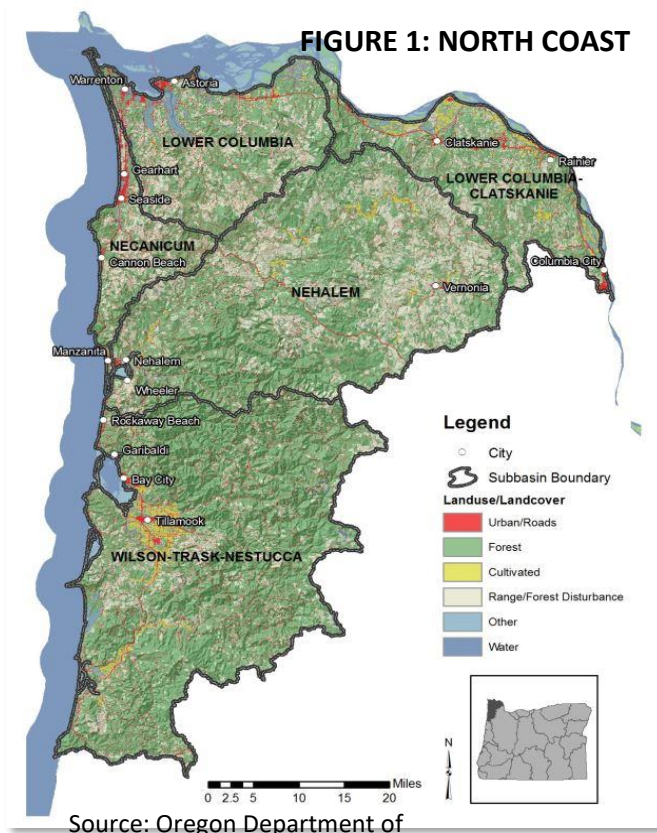 FIGURE 1: NORTH COAST
Warrenton
Astoria
LOWER COLUMBIA
Clatskanie
Rainier
Gearhart
LOWER COLUMBIA-
CLATSKANIE
Seaside
NECANICUM
Cannon Beach
Columbia City
NEHALEM
Vernonia
Manzanita
Nehalem
Wheeler
Rockaway Beach
Garibaldi
Bay City
Tillamook
WILSON-TRASK-NESTUCCA
Legend
City
Subbasin Boundary
Landuse/Landcover
Urban/Roads
Forest
Cultivated
Range/Forest Disturbance
Other
Water
N
Miles
0 2.5 5 10 15 20
Source: Oregon Department of